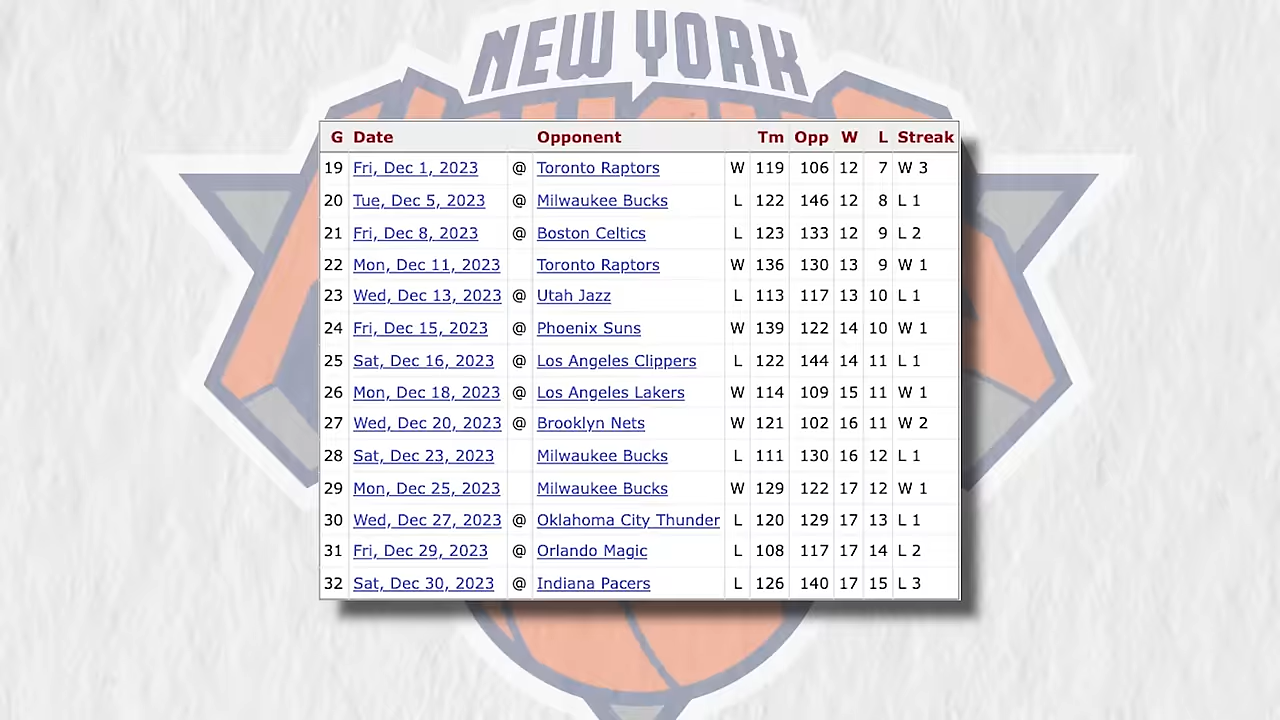 NEW YORK
G Date Opponent Tm Opp W L Streak
19 Fri, Dec 1, 2023 @ Toronto Raptors W 119 106 12 7 W 3
20 Tue, Dec 5, 2023 @ Milwaukee Bucks L 122 146 12 8 L 1
21 Fri, Dec 8, 2023 @ Boston Celtics L 123 133 12 9 L 2
22 Mon, Dec 11, 2023 Toronto Raptors W 136 130 13 9 W 1
23 Wed, Dec 13, 2023 @ Utah Jazz L 113 117 13 10 L 1
24 Fri, Dec 15, 2023 @ Phoenix Suns W 139 122 14 10 W 1
25 Sat, Dec 16, 2023 @ Los Angeles Clippers L 122 144 14 11 L 1
26 Mon, Dec 18, 2023 @ Los Angeles Lakers W 114 109 15 11 W 1
27 Wed, Dec 20, 2023 @ Brooklyn Nets W 121 102 16 11 W 2
28 Sat, Dec 23, 2023 Milwaukee Bucks L 111 130 16 12 L 1
29 Mon, Dec 25, 2023 Milwaukee Bucks W 129 122 17 12 W 1
30 Wed, Dec 27, 2023 @ Oklahoma City Thunder L 120 129 17 13 L 1
31 Fri, Dec 29, 2023 @ Orlando Magic L 108 117 17 14 L 2
32 Sat, Dec 30, 2023 @ Indiana Pacers L 126 140 17 15 L 3